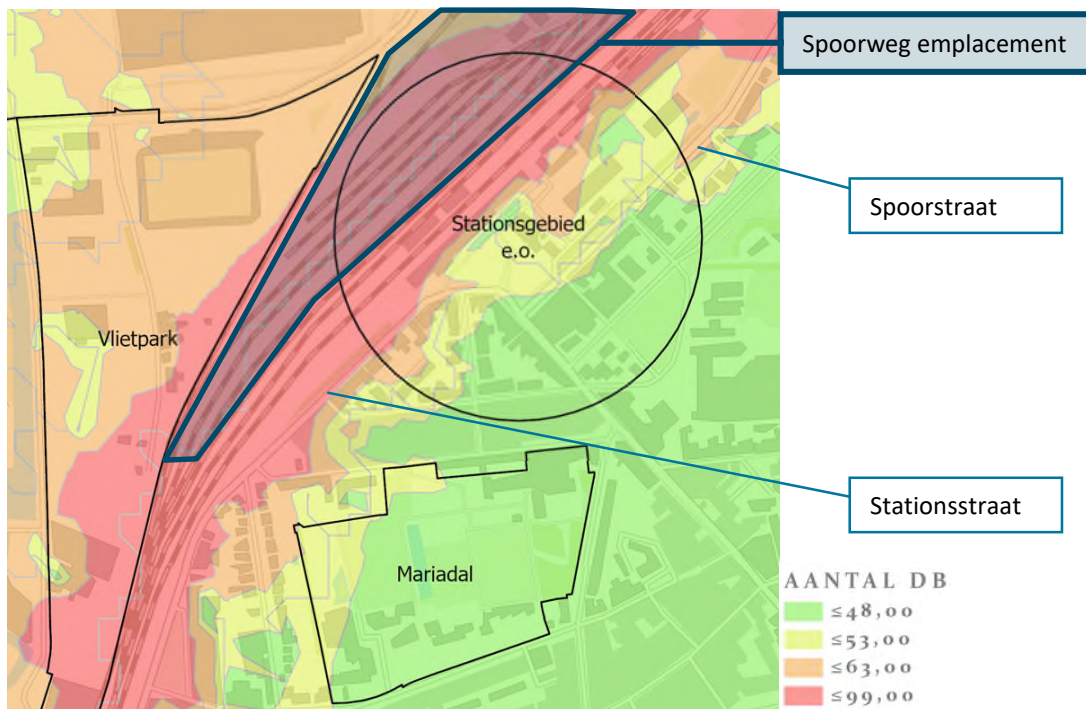 Spoorweg emplacement
Spoorstraat
Stationsgebied
e.o.
Vlietpark
Stationsstraat
Mariadal
AANTAL DB
≤48,00
≤53,00
≤63,00
≤99,00